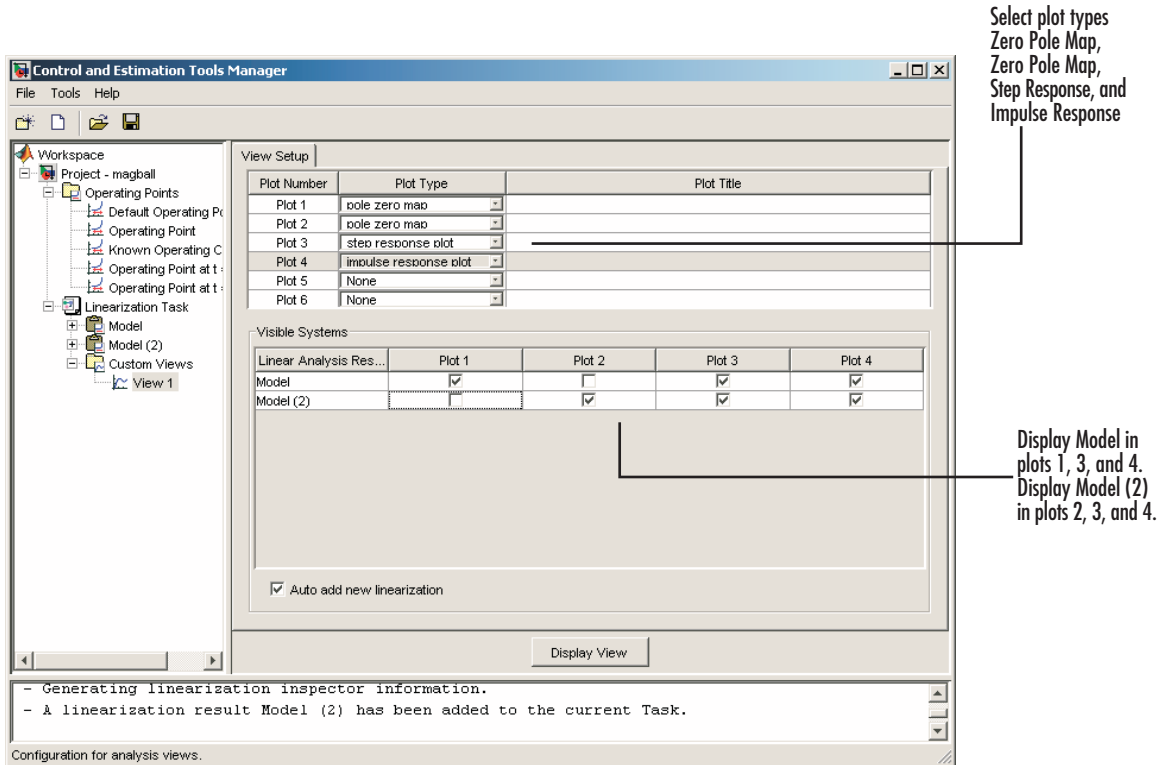 Select plot types
Zero Pole Map,
Zero Pole Map,
Step Response, and
Impulse Response
Control and Estimation Tools Manager
File Tools Help
Workspace
Project - magball
Operating Points
Default Operating Po
Operating Point
Known Operating C
Operating Point at t =
Operating Point at t =
Linearization Task
Model
Model (2)
Custom Views
View 1
View Setup
Plot Number Plot Type Plot Title
Plot 1 pole zero map
Plot 2 pole zero map
Plot 3 step response plot
Plot 4 impulse response plot
Plot 5 None
Plot 6 None
Visible Systems
Linear Analysis Res... Plot 1 Plot 2 Plot 3 Plot 4
Model
Model (2)
Display Model in
plots 1, 3, and 4.
Display Model (2)
in plots 2, 3, and 4.
Auto add new linearization
Display View
- Generating linearization inspector information.
- A linearization result Model (2) has been added to the current Task.
Configuration for analysis views.